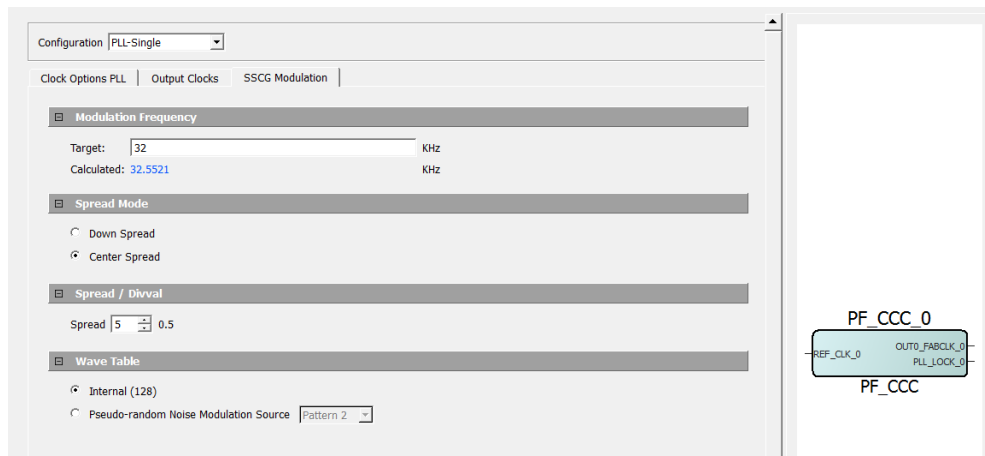 Configuration PLL-Single
Clock Options PLL Output Clocks SSCG Modulation
Modulation Frequency
Target: 32 KHz
Calculated: 32.5521 KHz
Spread Mode
Down Spread
Center Spread
Spread / Divval
Spread 5 0.5
Wave Table
Internal (128)
Pseudo-random Noise Modulation Source Pattern 2
PF_CCC_0
REF_CLK_0 OUT0_FABCLK_0
PLL_LOCK_0
PF_CCC